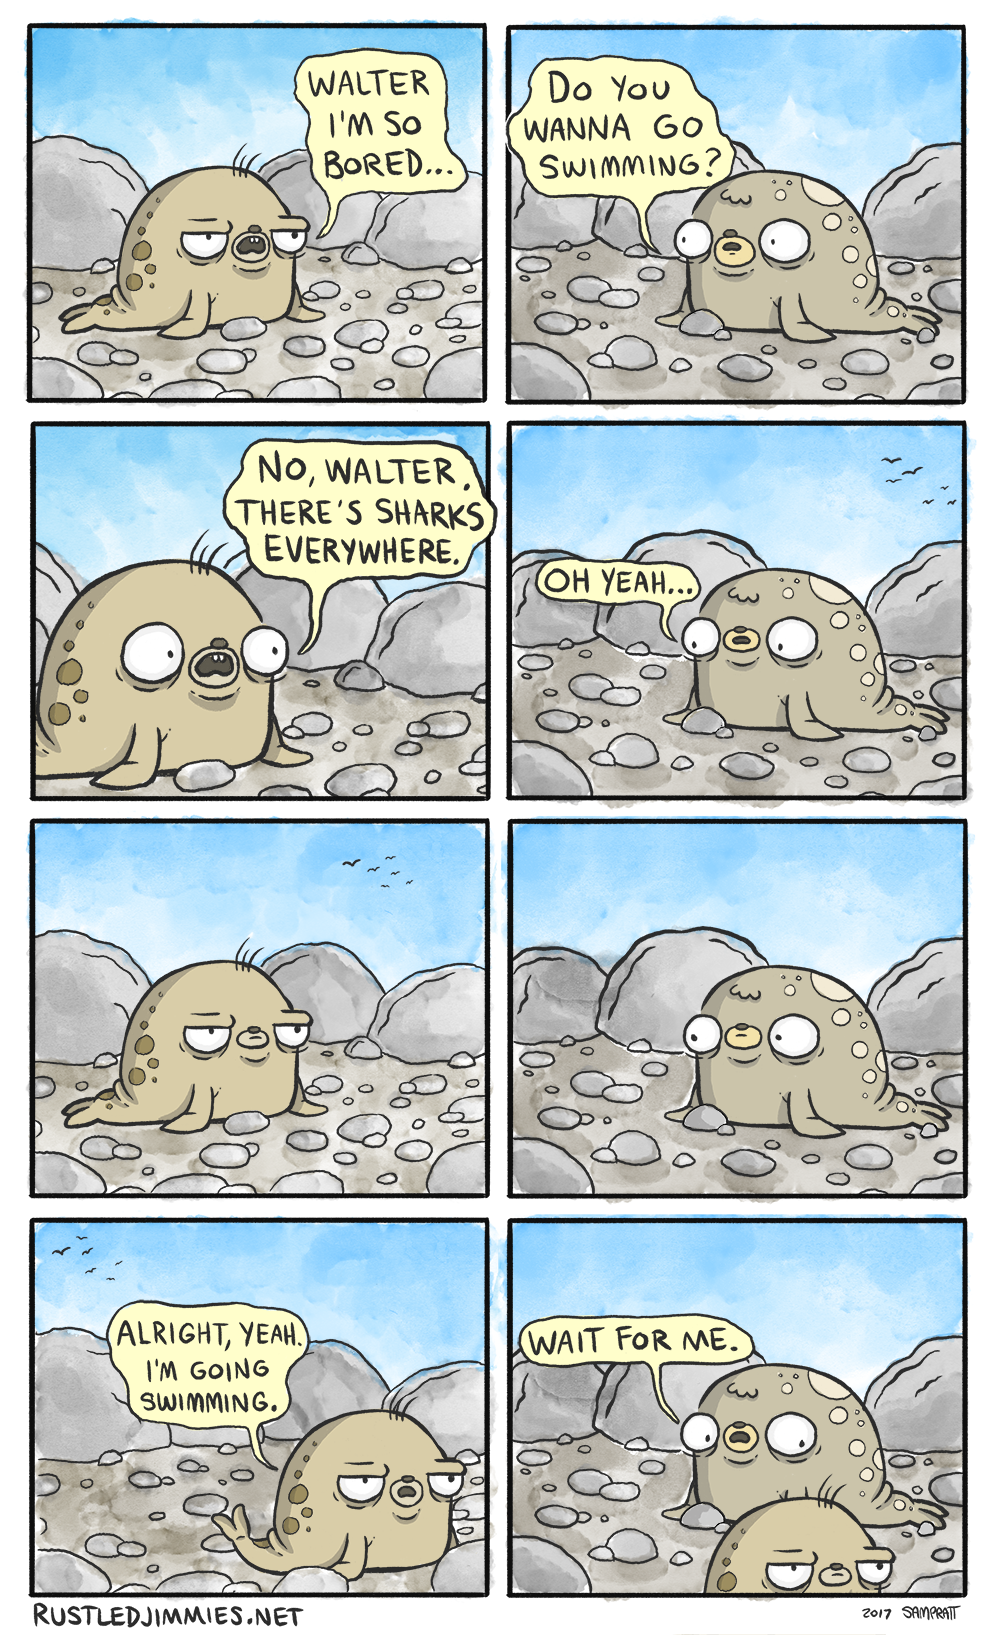 WALTER
I'M SO
BORED...
DO YOU
WANNA GO
SWIMMING?
NO, WALTER.
THERE'S SHARKS
EVERYWHERE.
OH YEAH...
ALRIGHT, YEAH.
I'M GOING
SWIMMING.
WAIT FOR ME.
RUSTLEDJIMMIES.NET
2017 SAMPRATT